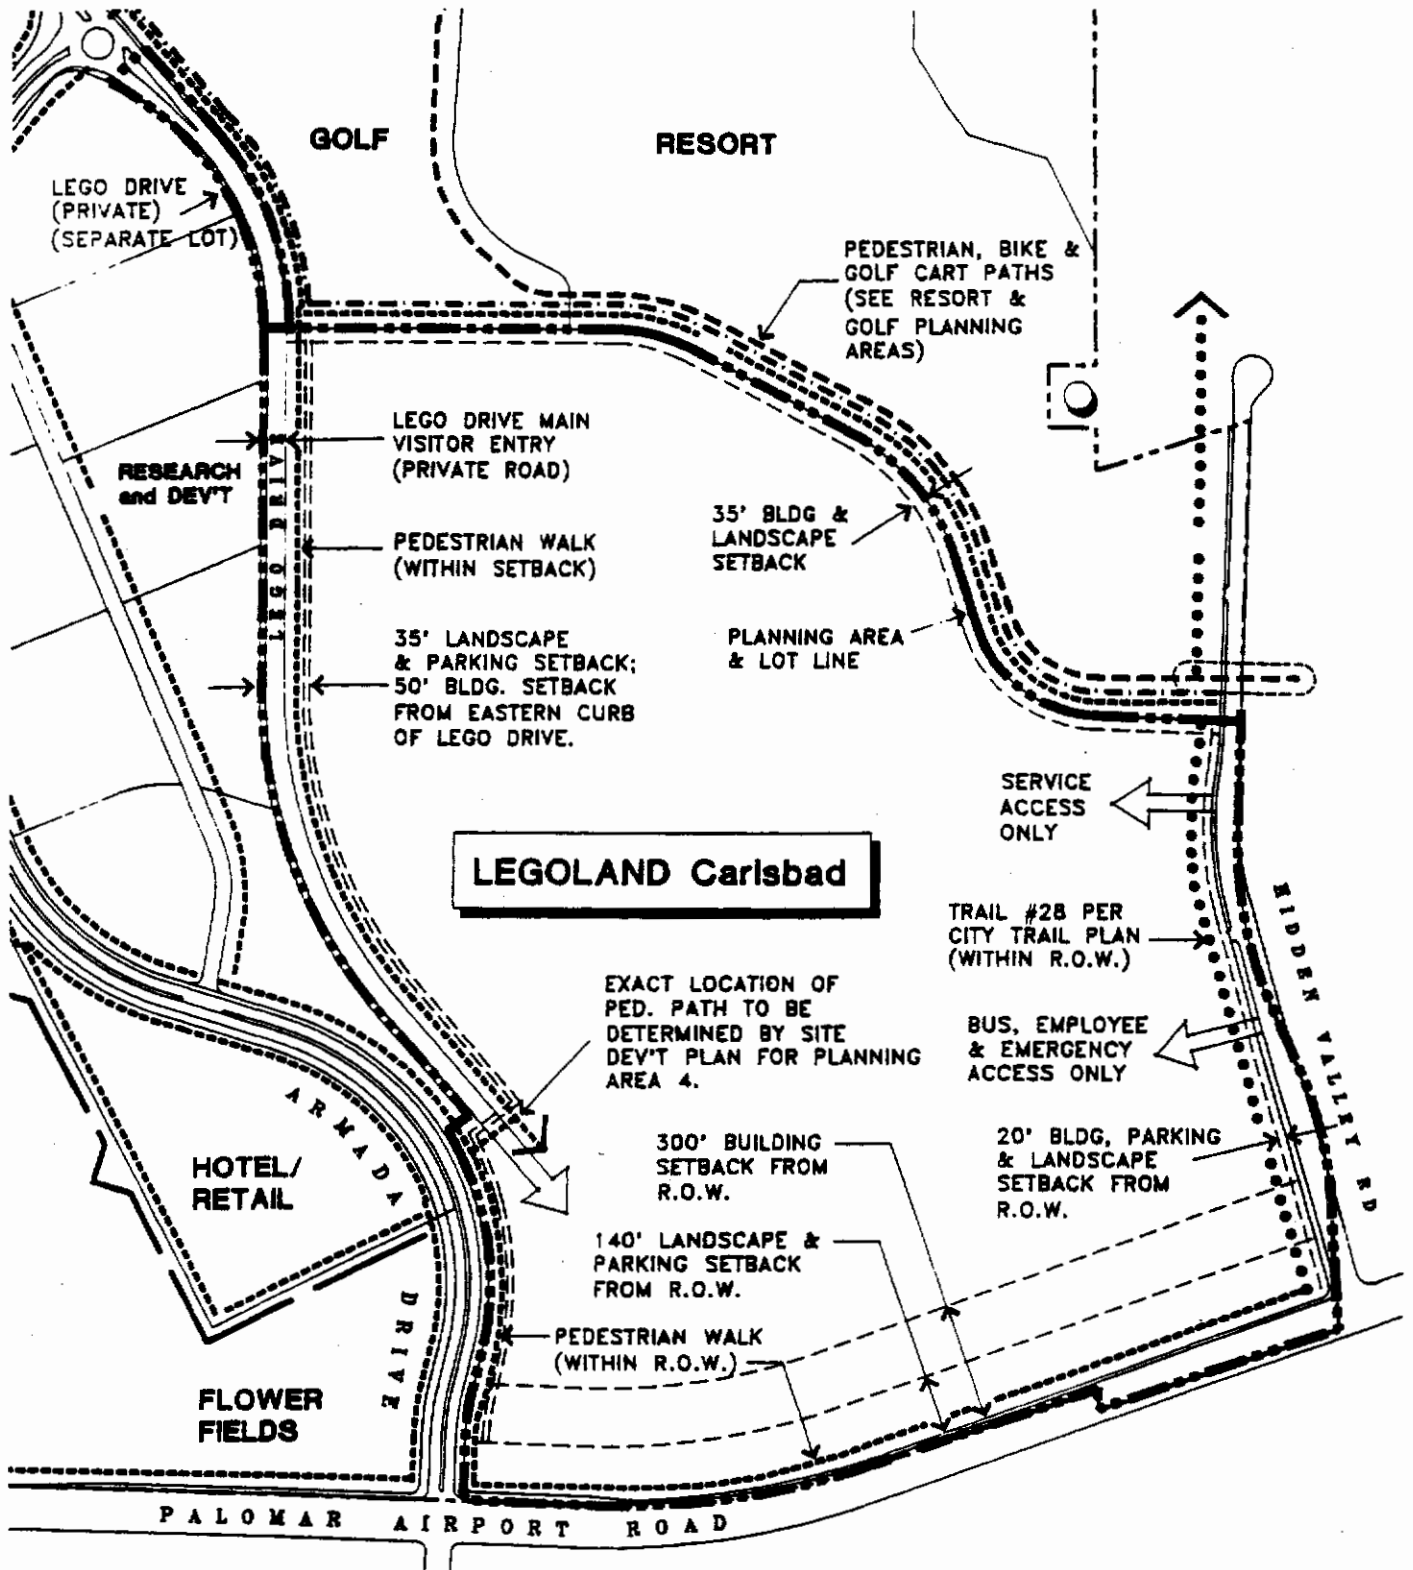 GOLF
RESORT
LEGO DRIVE
(PRIVATE)
(SEPARATE LOT)
PEDESTRIAN, BIKE &
GOLF CART PATHS
(SEE RESORT &
GOLF PLANNING
AREAS)
LEGO DRIVE MAIN
VISITOR ENTRY
(PRIVATE ROAD)
RESEARCH
and DEV'T
LEGO DRIVE
35' BLDG &
LANDSCAPE
SETBACK
PEDESTRIAN WALK
(WITHIN SETBACK)
35' LANDSCAPE
& PARKING SETBACK;
50' BLDG. SETBACK
FROM EASTERN CURB
OF LEGO DRIVE.
PLANNING AREA
& LOT LINE
SERVICE
ACCESS
ONLY
LEGOLAND Carlsbad
TRAIL #28 PER
CITY TRAIL PLAN
(WITHIN R.O.W.)
HIDDEN VALLEY RD
EXACT LOCATION OF
PED. PATH TO BE
DETERMINED BY SITE
DEV'T PLAN FOR PLANNING
AREA 4.
BUS, EMPLOYEE
& EMERGENCY
ACCESS ONLY
ARMADA DRIVE
HOTEL/
RETAIL
300' BUILDING
SETBACK FROM
R.O.W.
20' BLDG, PARKING
& LANDSCAPE
SETBACK FROM
R.O.W.
140' LANDSCAPE &
PARKING SETBACK
FROM R.O.W.
PEDESTRIAN WALK
(WITHIN R.O.W.)
FLOWER
FIELDS
PALOMAR AIRPORT ROAD